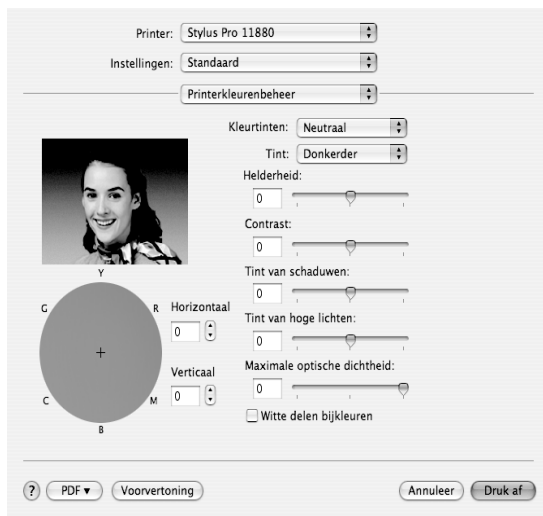 Printer: Stylus Pro 11880
Instellingen: Standaard
Printerkleurenbeheer
Kleurtinten: Neutraal
Tint: Donkerder
Helderheid:
0
Contrast:
0
Tint van schaduwen:
0
Tint van hoge lichten:
0
Maximale optische dichtheid:
0
Witte delen bijkleuren
Y
G R
C M
B
Horizontaal
0
Verticaal
0
? PDF ▼ Voorvertoning Annuleer Druk af